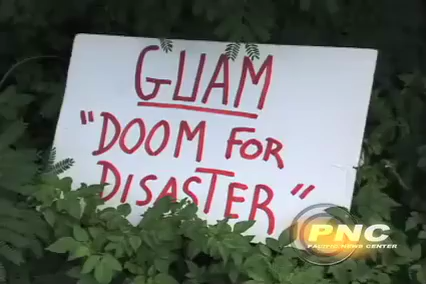 GUAM
"DOOM FOR
DISASTER"
PNC
PACIFIC NEWS CENTER